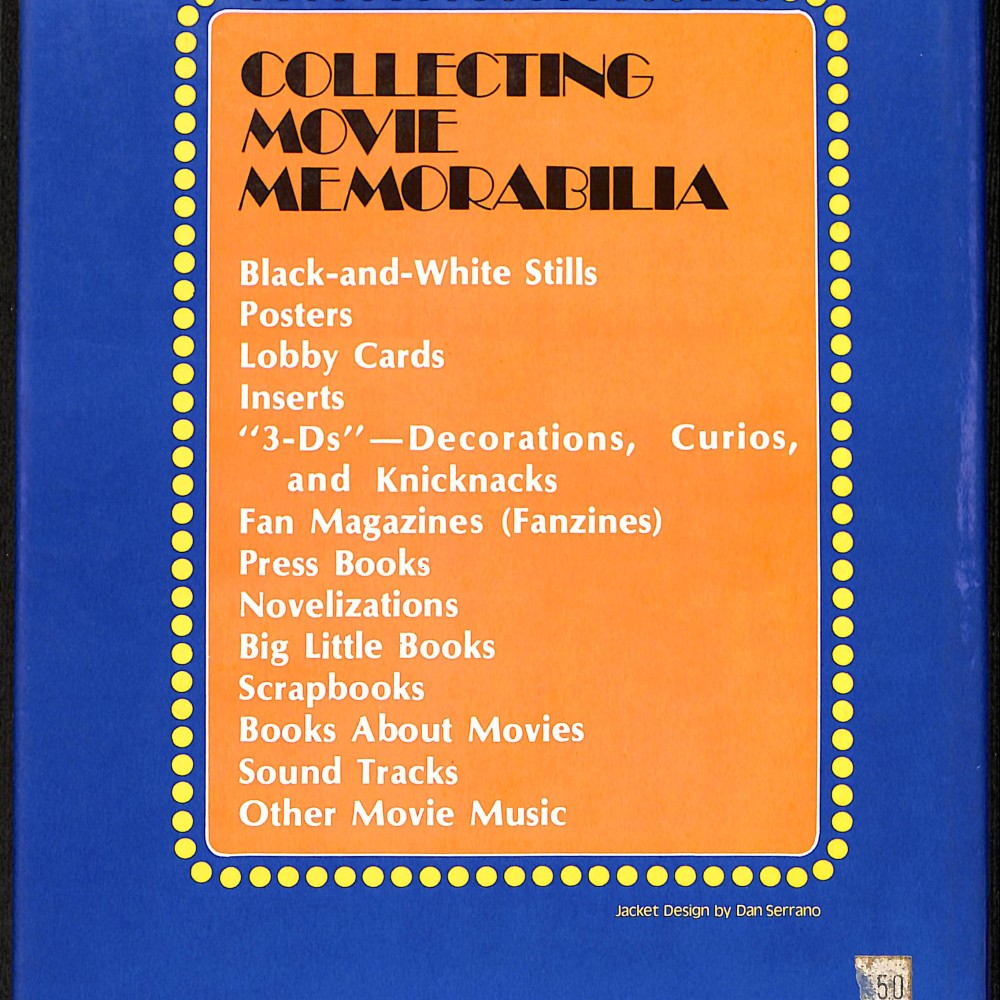 COLLECTING
MOVIE
MEMORABILIA
Black-and-White Stills
Posters
Lobby Cards
Inserts
“3-Ds”—Decorations, Curios,
and Knicknacks
Fan Magazines (Fanzines)
Press Books
Novelizations
Big Little Books
Scrapbooks
Books About Movies
Sound Tracks
Other Movie Music
Jacket Design by Dan Serrano
50